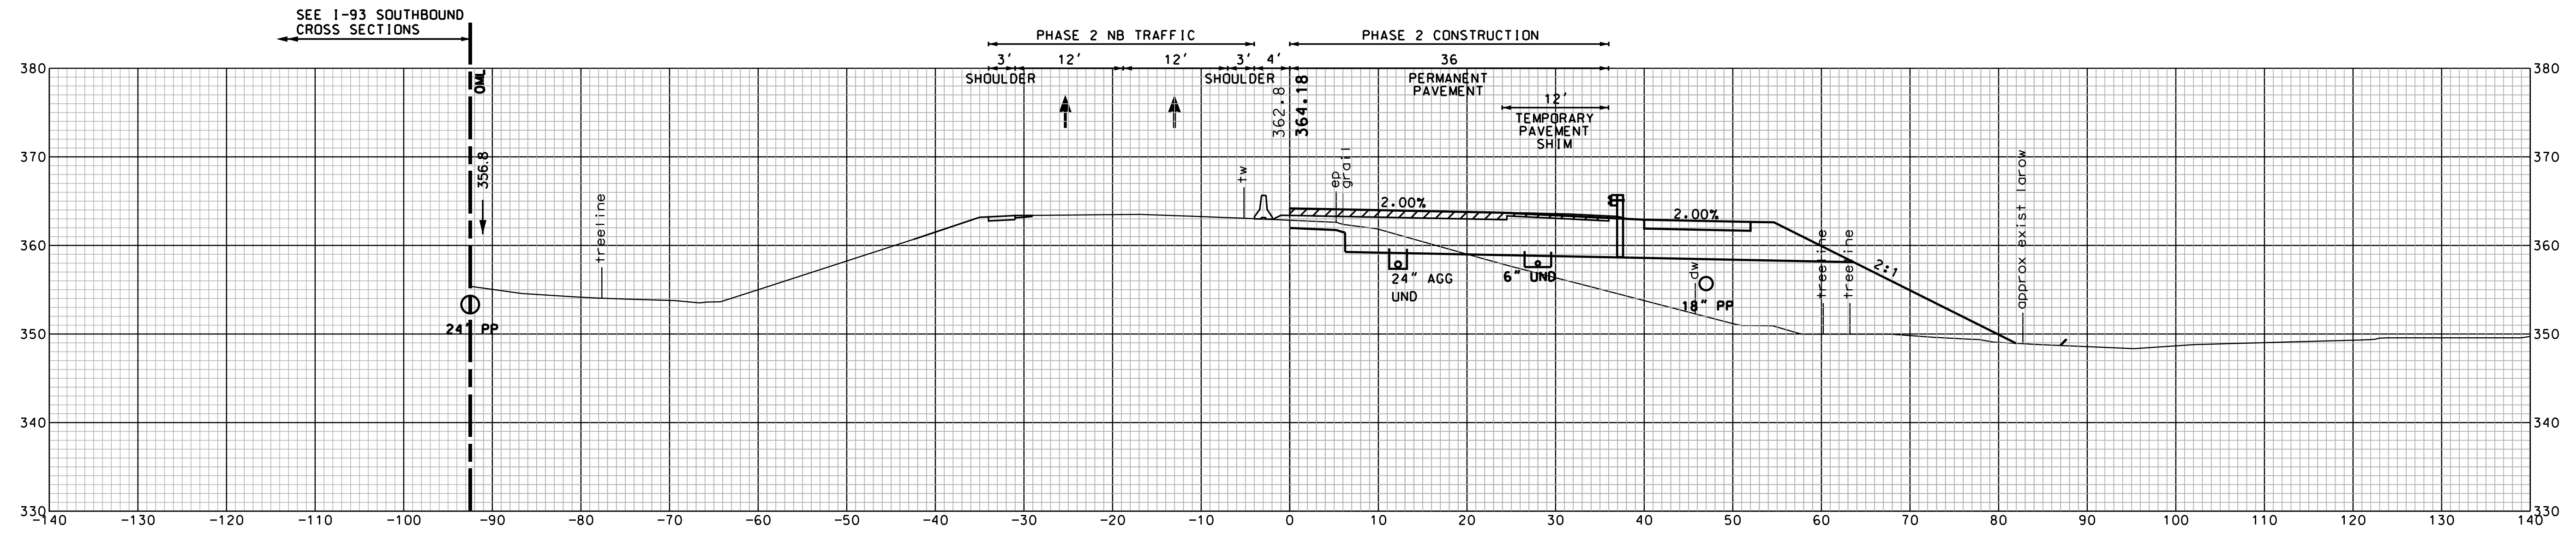 SEE I-93 SOUTHBOUND
CROSS SECTIONS
PHASE 2 NB TRAFFIC
PHASE 2 CONSTRUCTION
3' 12' 12' 3' 4' 36
SHOULDER SHOULDER PERMANENT
PAVEMENT
12'
TEMPORARY
PAVEMENT
SHIM
380 380
370 370
360 360
350 350
340 340
330 330
OML
356.8
362.8
364.18
treeline
tw
ep
grail
2.00%
2.00%
24" AGG
UND
6" UND
dw
18" PP
treeline
treeline
2:1
approx exist larow
24" PP
-140 -130 -120 -110 -100 -90 -80 -70 -60 -50 -40 -30 -20 -10 0 10 20 30 40 50 60 70 80 90 100 110 120 130 140